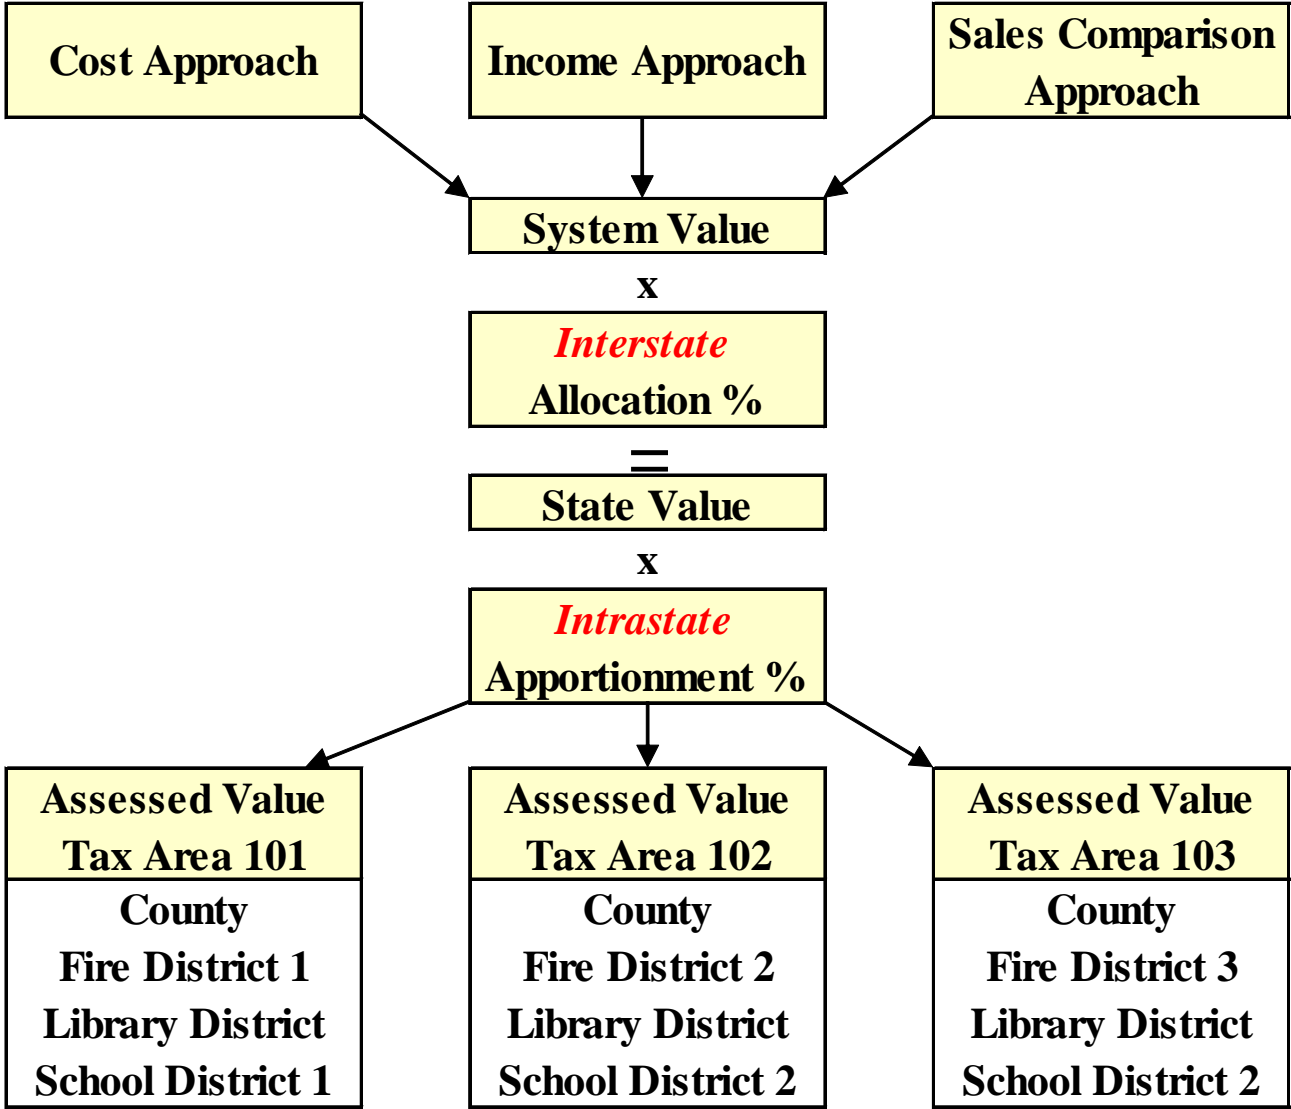 Cost Approach
Income Approach
Sales Comparison
Approach
System Value
x
Interstate
Allocation %
=
State Value
x
Intrastate
Apportionment %
Assessed Value
Tax Area 101
County
Fire District 1
Library District
School District 1
Assessed Value
Tax Area 102
County
Fire District 2
Library District
School District 2
Assessed Value
Tax Area 103
County
Fire District 3
Library District
School District 2